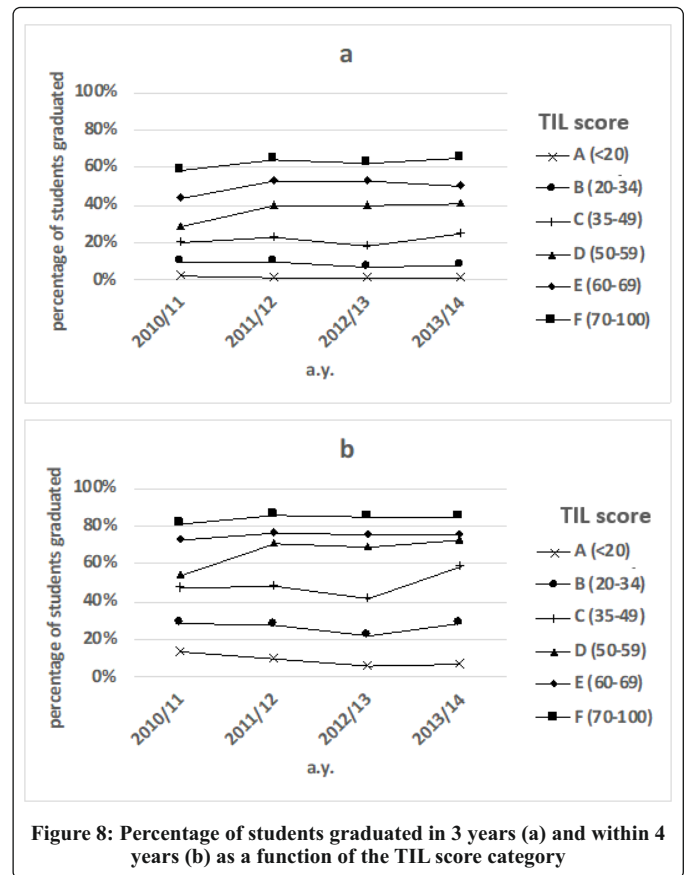 a
percentage of students graduated
100%
80%
60%
40%
20%
0%
2010/11
2011/12
2012/13
2013/14
a.y.
TIL score
A (<20)
B (20-34)
C (35-49)
D (50-59)
E (60-69)
F (70-100)
b
percentage of students graduated
100%
80%
60%
40%
20%
0%
2010/11
2011/12
2012/13
2013/14
a.y.
TIL score
A (<20)
B (20-34)
C (35-49)
D (50-59)
E (60-69)
F (70-100)
Figure 8: Percentage of students graduated in 3 years (a) and within 4
years (b) as a function of the TIL score category